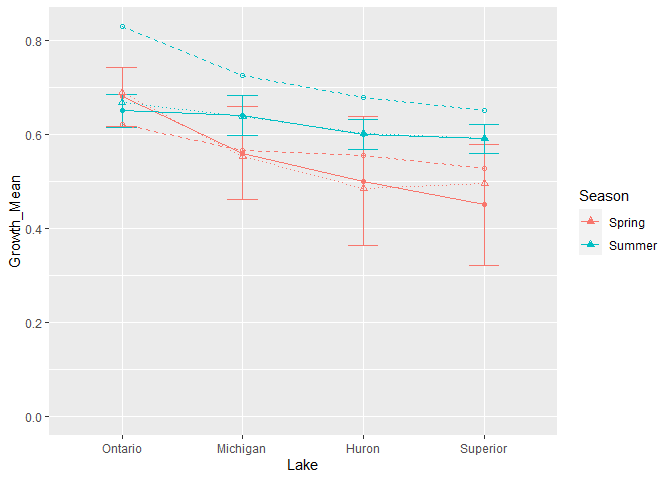 0.8
0.6
0.4
0.2
0.0
Growth_Mean
Ontario
Michigan
Huron
Superior
Lake
Season
Spring
Summer